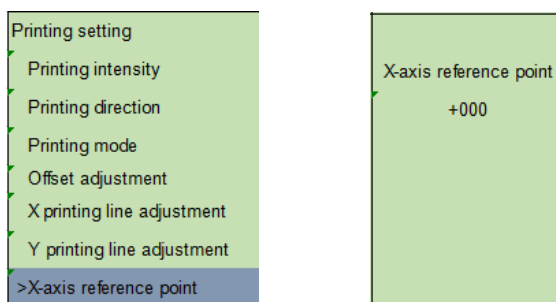 Printing setting
Printing intensity
Printing direction
Printing mode
Offset adjustment
X printing line adjustment
Y printing line adjustment
>X-axis reference point
X-axis reference point
+000